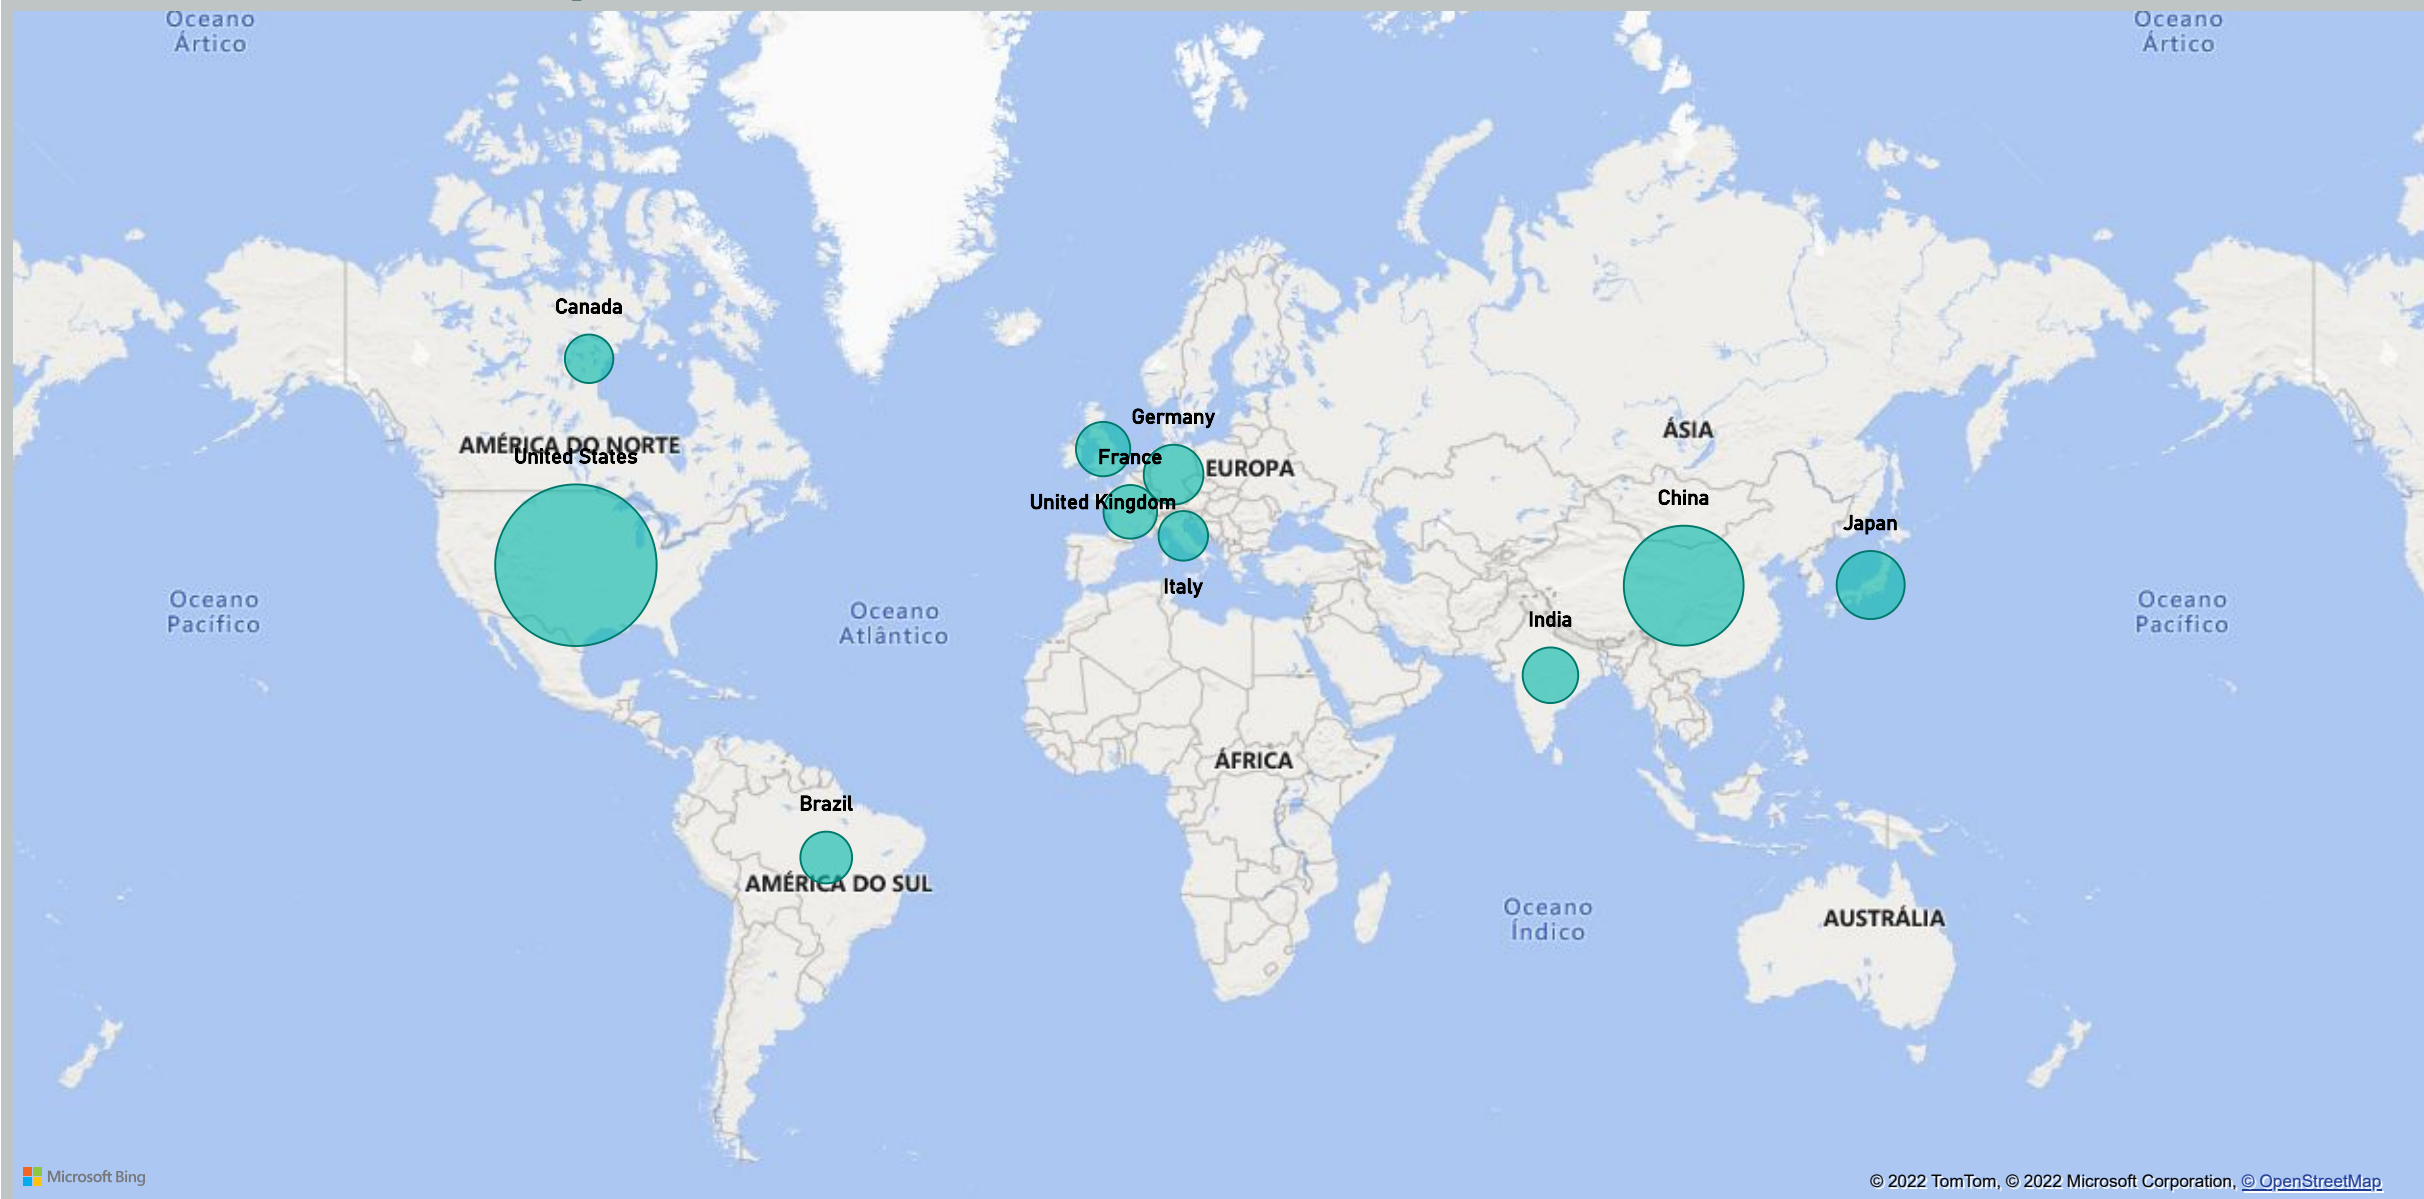 Oceano
Ártico
Oceano
Ártico
Canada
Germany
AMÉRICA DO NORTE
United States
France
EUROPA
ÁSIA
United Kingdom
China
Japan
Italy
Oceano
Pacífico
Oceano
Atlântico
India
Oceano
Pacífico
ÁFRICA
Brazil
AMÉRICA DO SUL
Oceano
Índico
AUSTRÁLIA
Microsoft Bing
© 2022 TomTom, © 2022 Microsoft Corporation, © OpenStreetMap